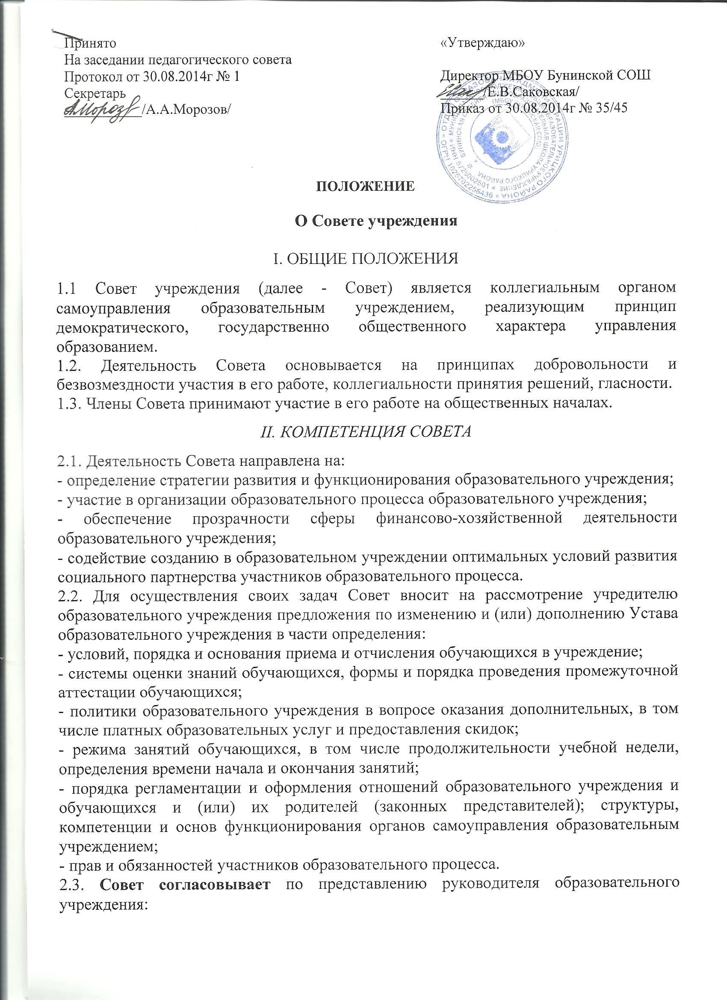 Принято
На заседании педагогического совета
Протокол от 30.08.2014г № 1
Секретарь
/А.А.Морозов/
«Утверждаю»
Директор МБОУ Бунинской СОШ
/Е.В.Саковская/
Приказ от 30.08.2014г № 35/45
ПОЛОЖЕНИЕ
О Совете учреждения
I. ОБЩИЕ ПОЛОЖЕНИЯ
1.1 Совет учреждения (далее - Совет) является коллегиальным органом
самоуправления образовательным учреждением, реализующим принцип
демократического, государственно общественного характера управления
образованием.
1.2. Деятельность Совета основывается на принципах добровольности и
безвозмездности участия в его работе, коллегиальности принятия решений, гласности.
1.3. Члены Совета принимают участие в его работе на общественных началах.
II. КОМПЕТЕНЦИЯ СОВЕТА
2.1. Деятельность Совета направлена на:
- определение стратегии развития и функционирования образовательного учреждения;
- участие в организации образовательного процесса образовательного учреждения;
- обеспечение прозрачности сферы финансово-хозяйственной деятельности
образовательного учреждения;
- содействие созданию в образовательном учреждении оптимальных условий развития
социального партнерства участников образовательного процесса.
2.2. Для осуществления своих задач Совет вносит на рассмотрение учредителю
образовательного учреждения предложения по изменению и (или) дополнению Устава
образовательного учреждения в части определения:
- условий, порядка и основания приема и отчисления обучающихся в учреждение;
- системы оценки знаний обучающихся, формы и порядка проведения промежуточной
аттестации обучающихся;
- политики образовательного учреждения в вопросе оказания дополнительных, в том
числе платных образовательных услуг и предоставления скидок;
- режима занятий обучающихся, в том числе продолжительности учебной недели,
определения времени начала и окончания занятий;
- порядка регламентации и оформления отношений образовательного учреждения и
обучающихся и (или) их родителей (законных представителей); структуры,
компетенции и основ функционирования органов самоуправления образовательным
учреждением;
- прав и обязанностей участников образовательного процесса.
2.3. Совет согласовывает по представлению руководителя образовательного
учреждения: